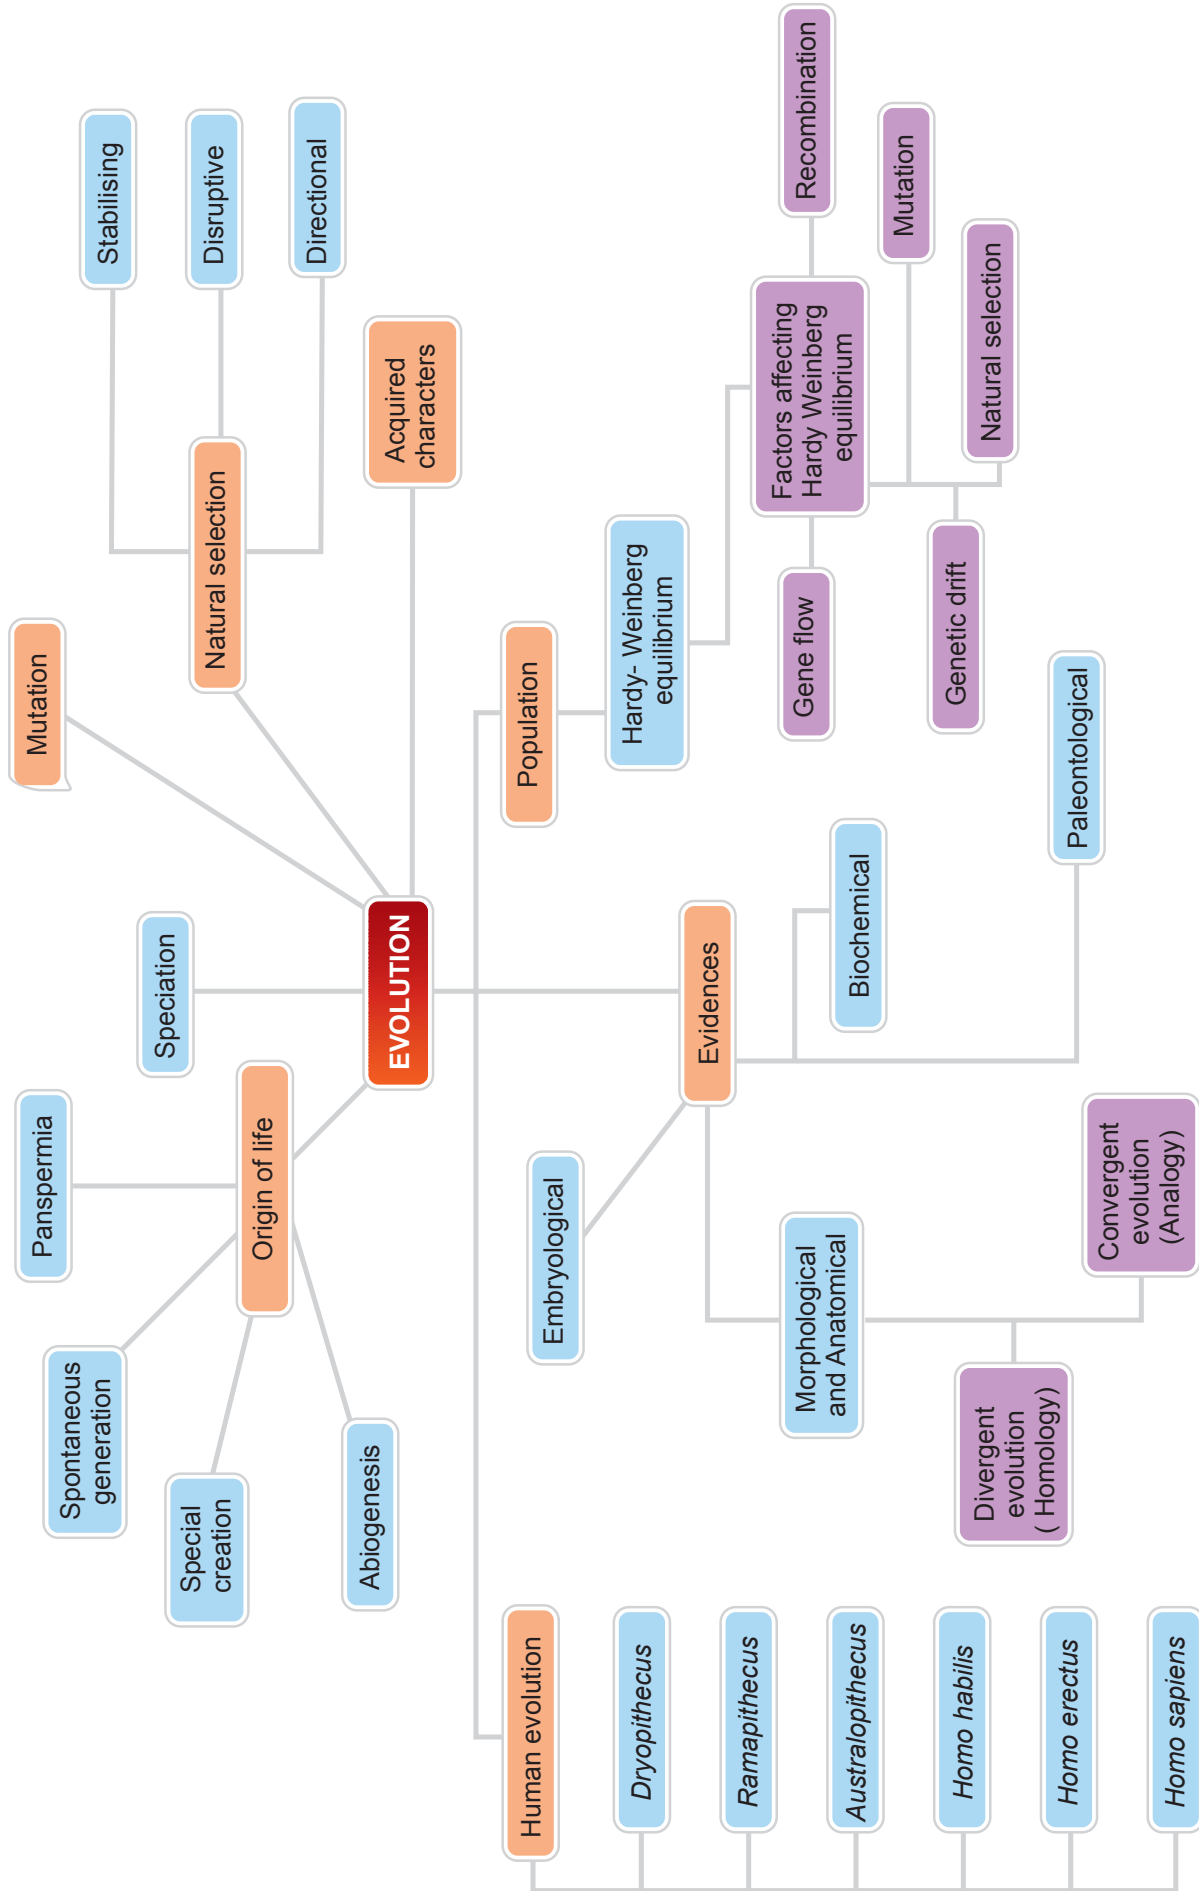 Panspermia
Spontaneous
generation
Special
creation
Abiogenesis
Origin of life
Speciation
Mutation
Natural selection
Stabilising
Disruptive
Directional
Acquired
characters
EVOLUTION
Human evolution
Dryopithecus
Ramapithecus
Australopithecus
Homo habilis
Homo erectus
Homo sapiens
Evidences
Embryological
Morphological
and Anatomical
Divergent
evolution
( Homology)
Convergent
evolution
(Analogy)
Biochemical
Paleontological
Population
Hardy- Weinberg
equilibrium
Factors affecting
Hardy Weinberg
equilibrium
Gene flow
Recombination
Mutation
Genetic drift
Natural selection